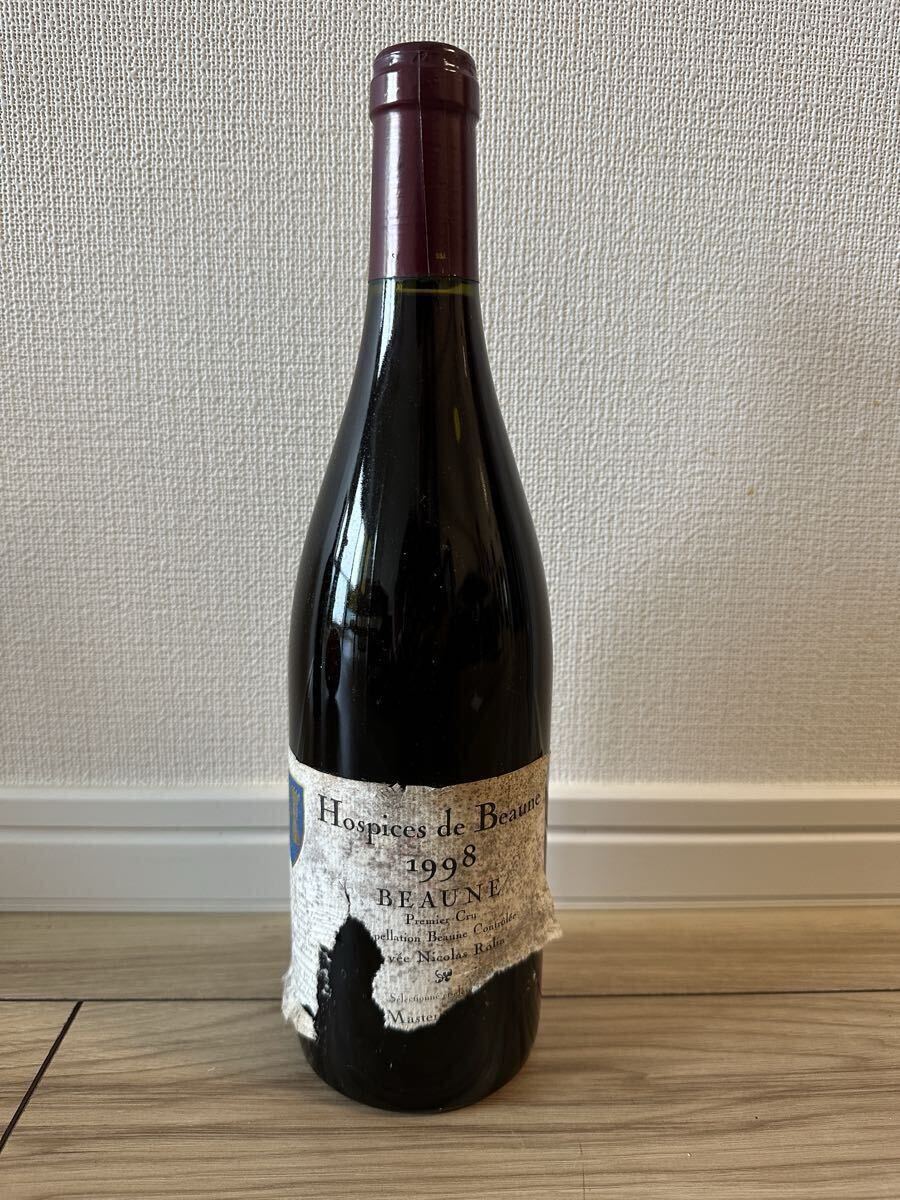 Hospices de Beaune
1998
BEAUNE
Premier Cru
pellation Beaune Contrôlée
vée Nicolas Rolin
Master